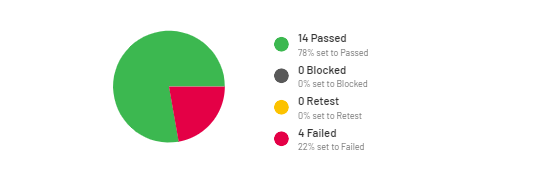 14 Passed
78% set to Passed
0 Blocked
0% set to Blocked
0 Retest
0% set to Retest
4 Failed
22% set to Failed